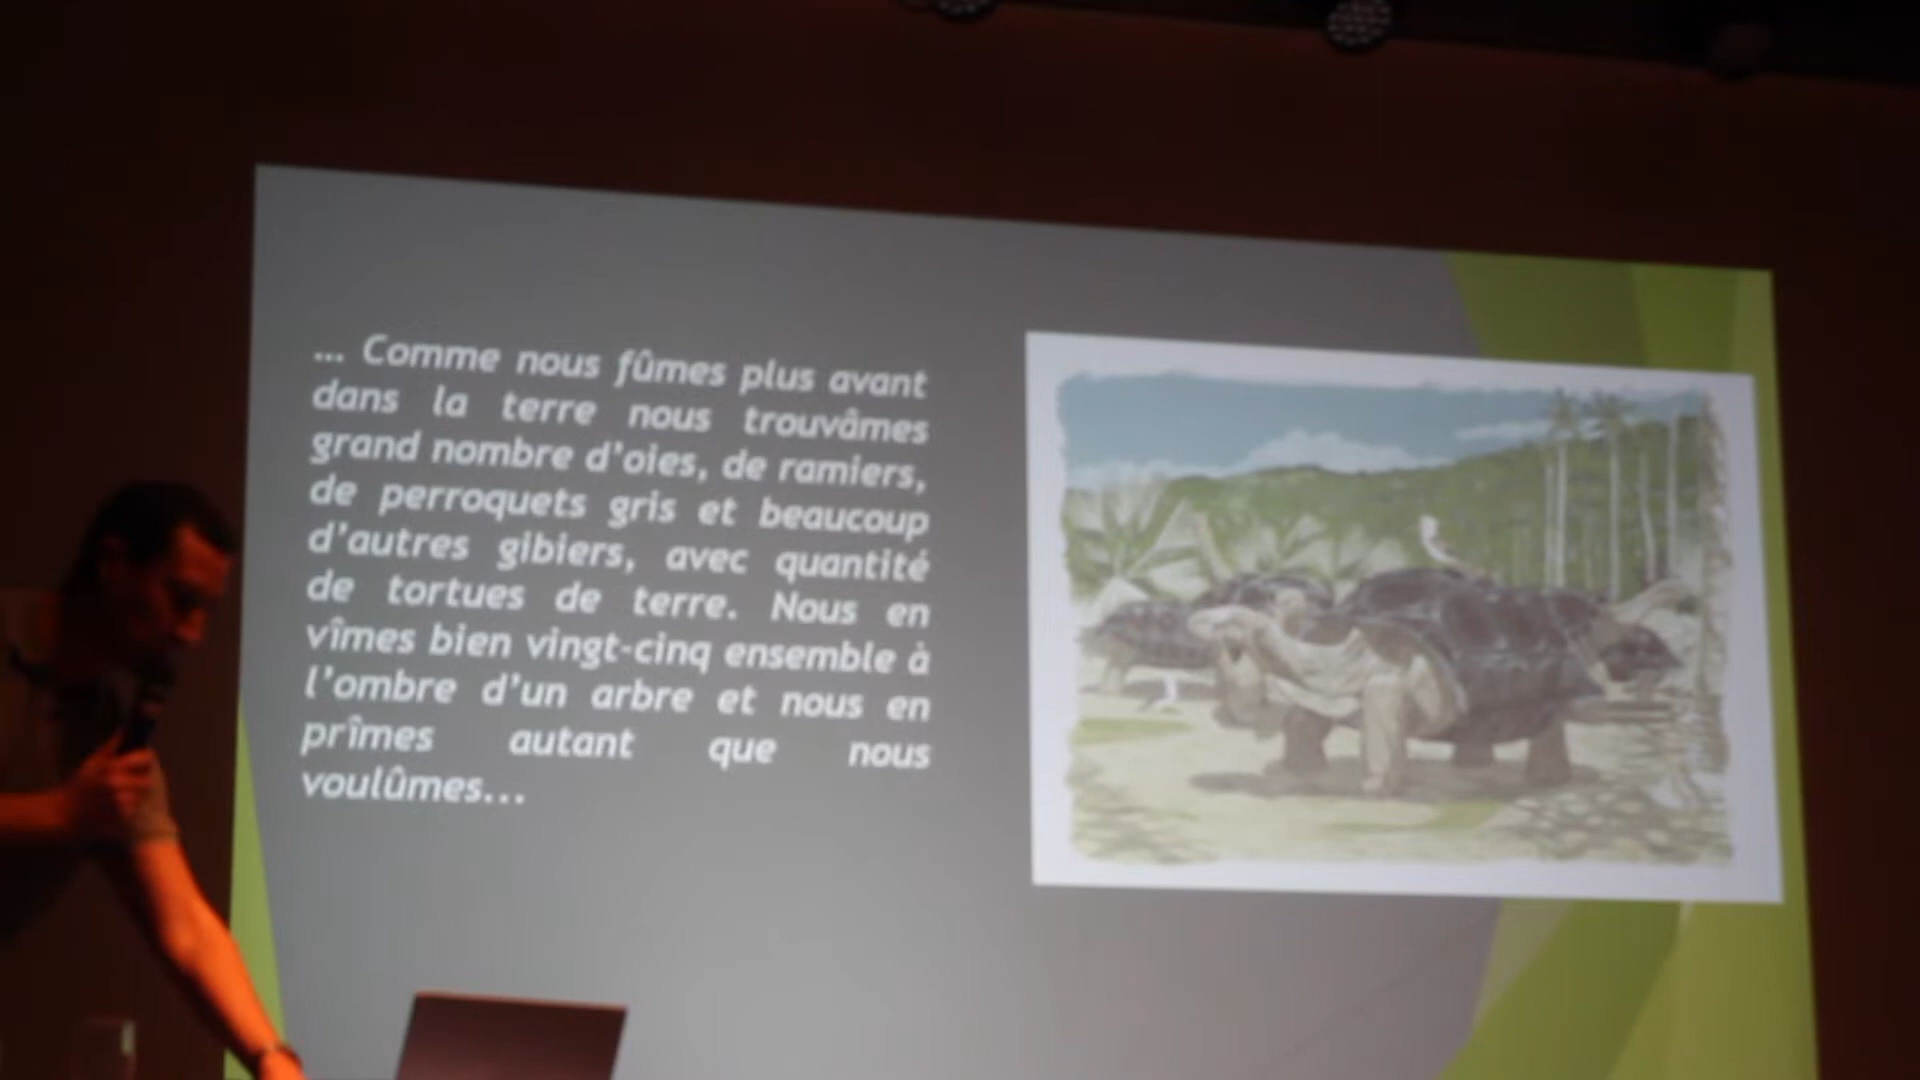 ... Comme nous fûmes plus avant
dans la terre nous trouvâmes
grand nombre d'oies, de ramiers,
de perroquets gris et beaucoup
d'autres gibiers, avec quantité
de tortues de terre. Nous en
vîmes bien vingt-cinq ensemble à
l'ombre d'un arbre et nous en
prîmes autant que nous
voulûmes...